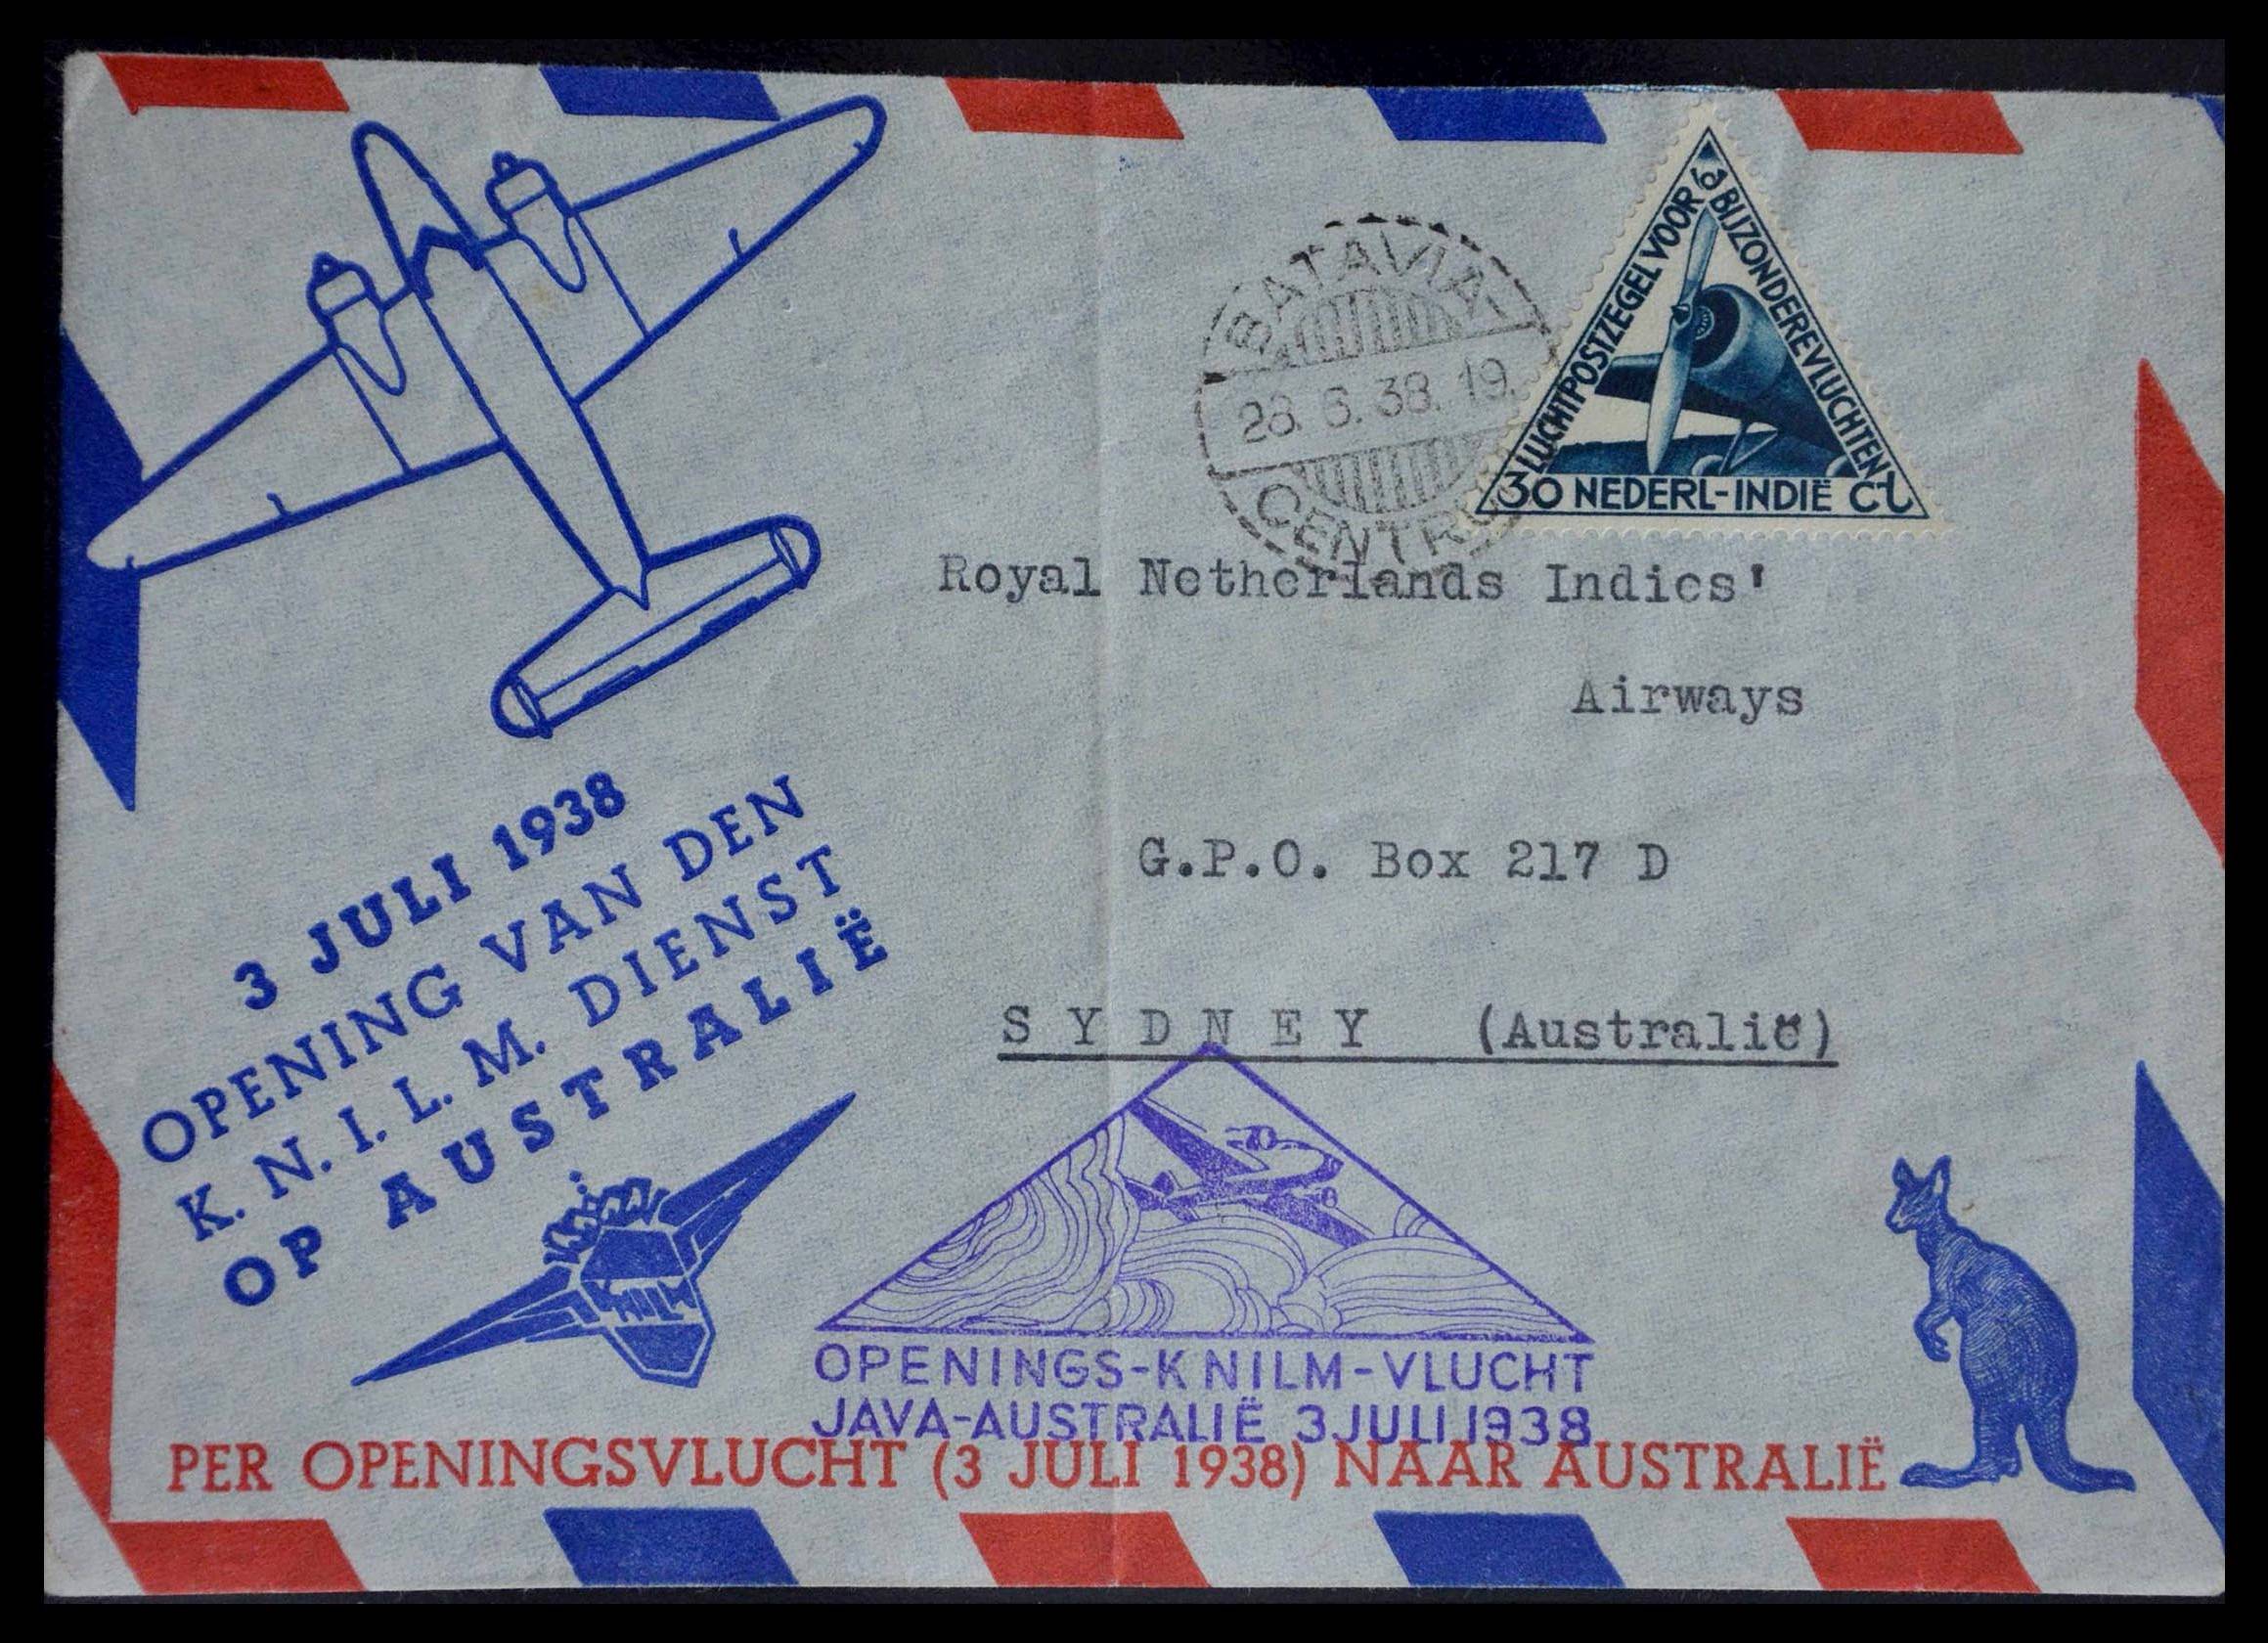 LUCHTPOSTZEGEL VOOR BIJZONDERE VLUCHTEN
30 NEDERL-INDIË Ct
BATAVIA
28. 6. 38. 19.
CENTRUM
Royal Netherlands Indies'
Airways
G.P.O. Box 217 D
SYDNEY (Australië)
3 JULI 1938
OPENING VAN DEN
K. N. I. L. M. DIENST
OP AUSTRALIË
KNILM
OPENINGS-KNILM-VLUCHT
JAVA-AUSTRALIË 3 JULI 1938
PER OPENINGSVLUCHT (3 JULI 1938) NAAR AUSTRALIË